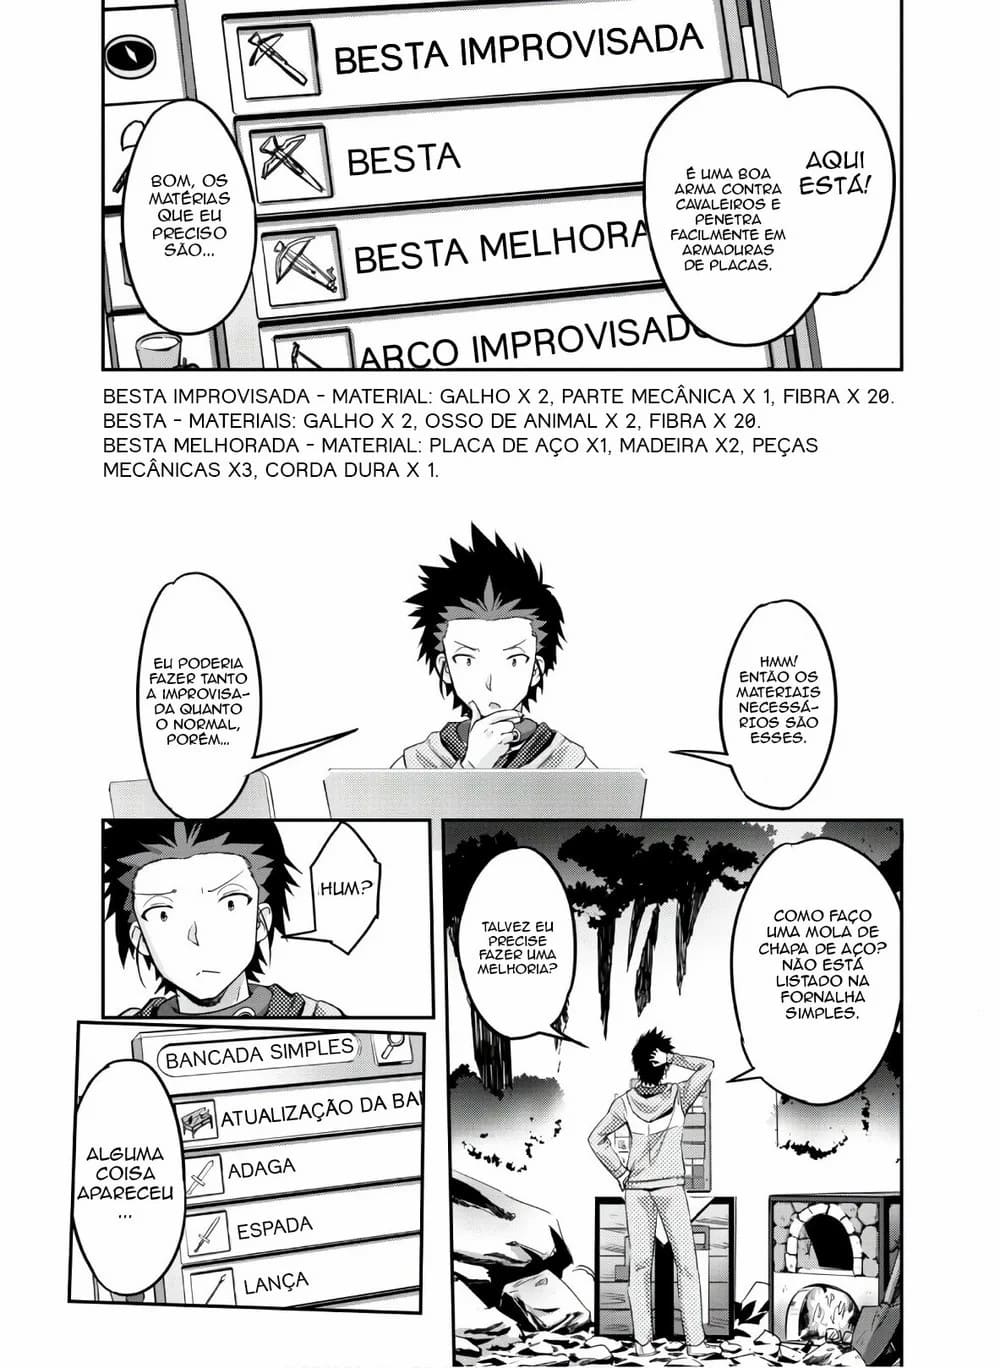 AQUI
ESTÁ!
É UMA BOA
ARMA CONTRA
CAVALEIROS E
PENETRA
FACILMENTE EM
ARMADURAS
DE PLACAS.
BESTA IMPROVISADA
BESTA
BESTA MELHORA
ARCO IMPROVISADO
BOM, OS
MATÉRIAS
QUE EU
PRECISO
SÃO...
BESTA IMPROVISADA - MATERIAL: GALHO X 2, PARTE MECÂNICA X 1, FIBRA X 20.
BESTA - MATERIAIS: GALHO X 2, OSSO DE ANIMAL X 2, FIBRA X 20.
BESTA MELHORADA - MATERIAL: PLACA DE AÇO X1, MADEIRA X2, PEÇAS
MECÂNICAS X3, CORDA DURA X 1.
HMM!
ENTÃO OS
MATERIAIS
NECESSÁ-
RIOS SÃO
ESSES.
EU PODERIA
FAZER TANTO
A IMPROVISA-
DA QUANTO
O NORMAL,
PORÉM...
COMO FAÇO
UMA MOLA DE
CHAPA DE AÇO?
NÃO ESTÁ
LISTADO NA
FORNALHA
SIMPLES.
TALVEZ EU
PRECISE
FAZER UMA
MELHORIA?
HUM?
BANCADA SIMPLES
ATUALIZAÇÃO DA BA
ADAGA
ESPADA
LANÇA
ALGUMA
COISA
APARECEU
...